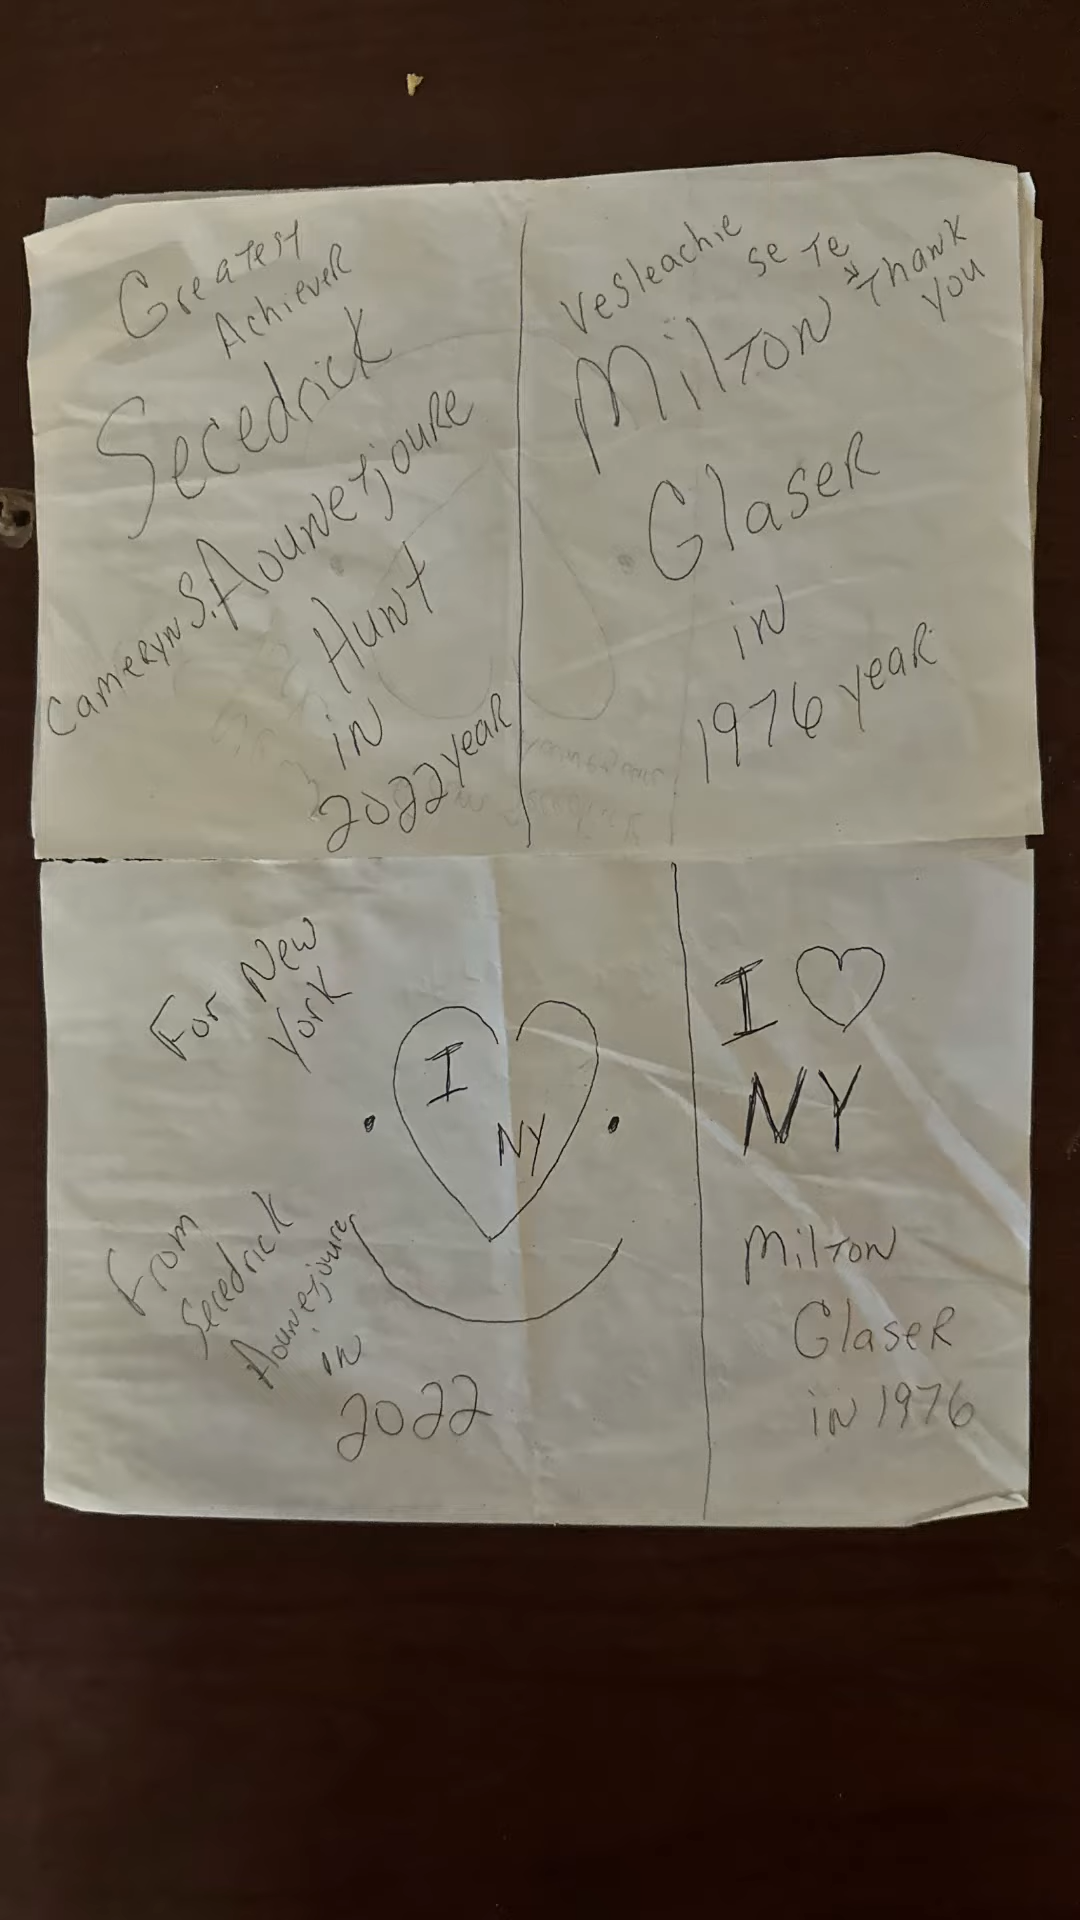 Greatest
Achiever
Secedrick
Cameryn S. Aounetjoure
Hunt
in
2022 year
Vesleachie
se te
Thank
you
Milton
Glaser
in
1976 year
For New
York
I
NY
From
Secedrick
Aounetjoure
in
2022
I ♡
NY
Milton
Glaser
in 1976